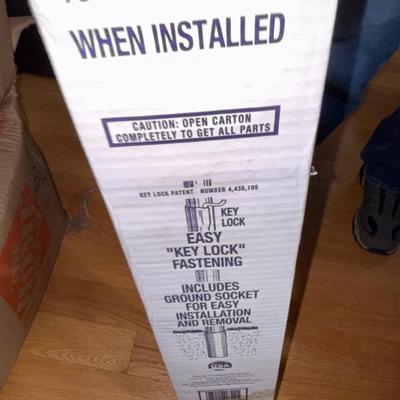 WHEN INSTALLED
CAUTION: OPEN CARTON
COMPLETELY TO GET ALL PARTS
KEY LOCK PATENT NUMBER 4,435,105
KEY
LOCK
EASY
"KEY LOCK"
FASTENING
INCLUDES
GROUND SOCKET
FOR EASY
INSTALLATION
AND REMOVAL
USA